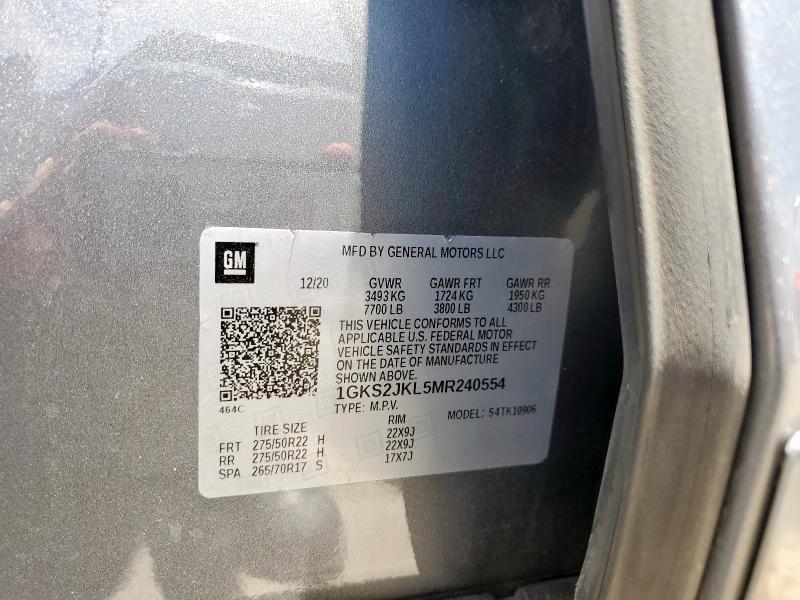 GM
MFD BY GENERAL MOTORS LLC
12/20 GVWR GAWR FRT GAWR RR
3493 KG 1724 KG 1950 KG
7700 LB 3800 LB 4300 LB
THIS VEHICLE CONFORMS TO ALL
APPLICABLE U.S. FEDERAL MOTOR
VEHICLE SAFETY STANDARDS IN EFFECT
ON THE DATE OF MANUFACTURE
SHOWN ABOVE.
1GKS2JKL5MR240554
464C
TYPE: M.P.V. MODEL: 54TK10906
TIRE SIZE RIM
FRT 275/50R22 H 22X9J
RR 275/50R22 H 22X9J
SPA 265/70R17 S 17X7J